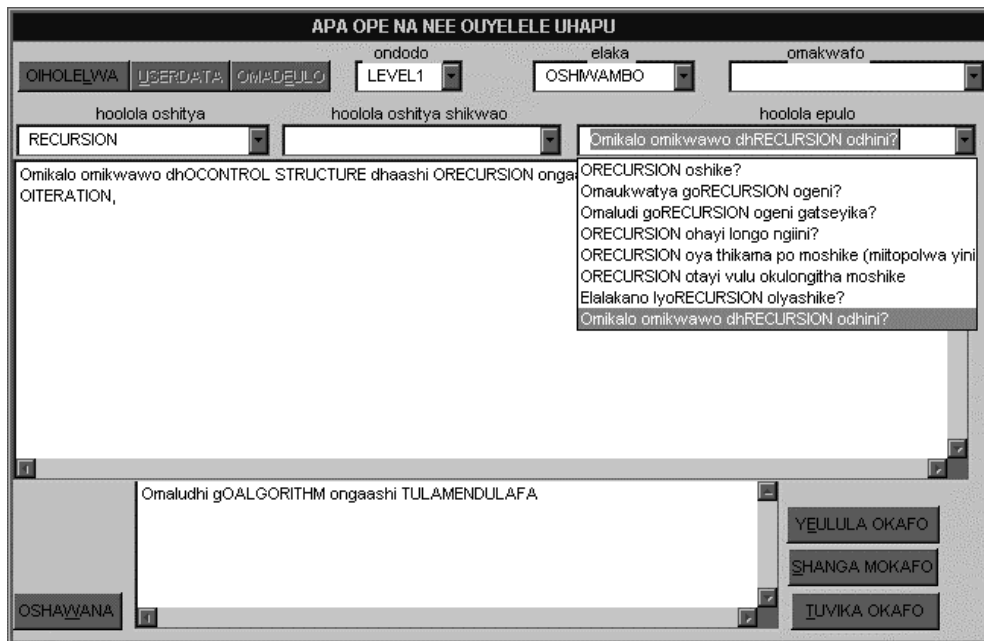 APA OPE NA NEE OUYELELE UHAPU
ondodo elaka omakwafo
OIHOLELWA USERDATA OMADEULO LEVEL1 OSHIWAMBO
hoolola oshitya hoolola oshitya shikwao hoolola epulo
RECURSION Omikalo omikwawo dhRECURSION odhini?
Omikalo omikwawo dhOCONTROL STRUCTURE dhaashi ORECURSION ongaa
OITERATION,
ORECURSION oshike?
Omaukwatya goRECURSION ogeni?
Omaludi goRECURSION ogeni gatseyika?
ORECURSION ohayi longo ngiini?
ORECURSION oya thikama po moshike (miitopolwa yini
ORECURSION otayi vulu okulongitha moshike
Elalakano lyoRECURSION olyashike?
Omikalo omikwawo dhRECURSION odhini?
Omaludhi gOALGORITHM ongaashi TULAMENDULAFA
YEULULA OKAFO
SHANGA MOKAFO
OSHAWANA TUVIKA OKAFO